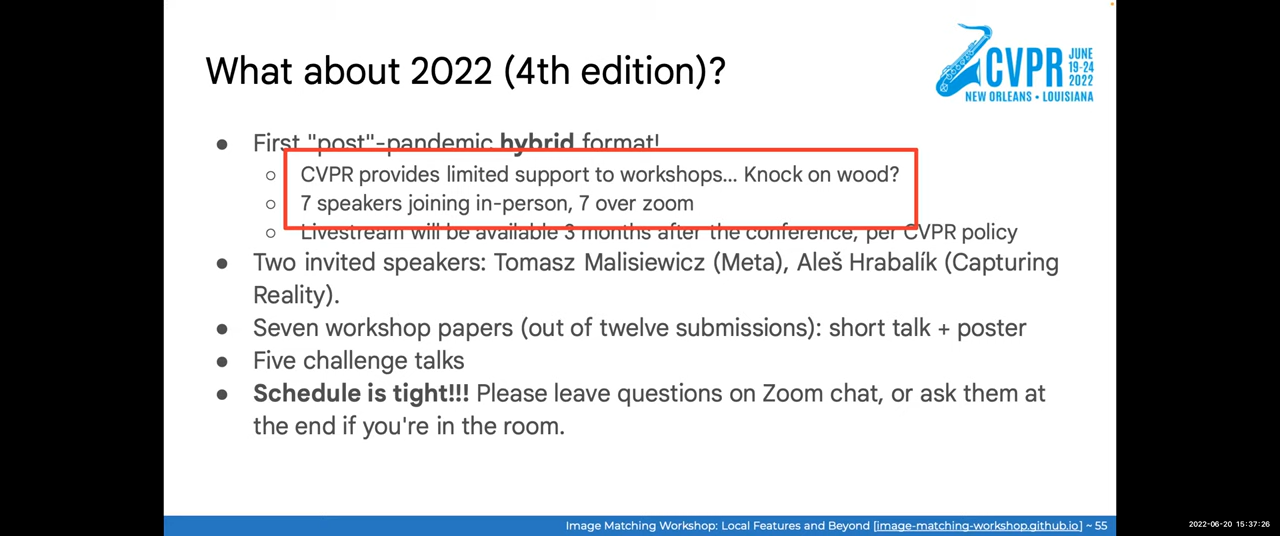 What about 2022 (4th edition)?
CVPR
JUNE
19-24
2022
NEW ORLEANS • LOUISIANA
● First "post"-pandemic hybrid format!
○ CVPR provides limited support to workshops... Knock on wood?
○ 7 speakers joining in-person, 7 over zoom
○ Livestream will be available 3 months after the conference, per CVPR policy
● Two invited speakers: Tomasz Malisiewicz (Meta), Aleš Hrabalík (Capturing
Reality).
● Seven workshop papers (out of twelve submissions): short talk + poster
● Five challenge talks
● Schedule is tight!!! Please leave questions on Zoom chat, or ask them at
the end if you're in the room.
Image Matching Workshop: Local Features and Beyond [image-matching-workshop.github.io] ~ 55
2022-06-20 15:37:26